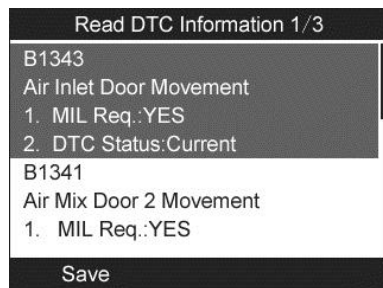 Read DTC Information 1/3
B1343
Air Inlet Door Movement
1. MIL Req.:YES
2. DTC Status:Current
B1341
Air Mix Door 2 Movement
1. MIL Req.:YES
Save